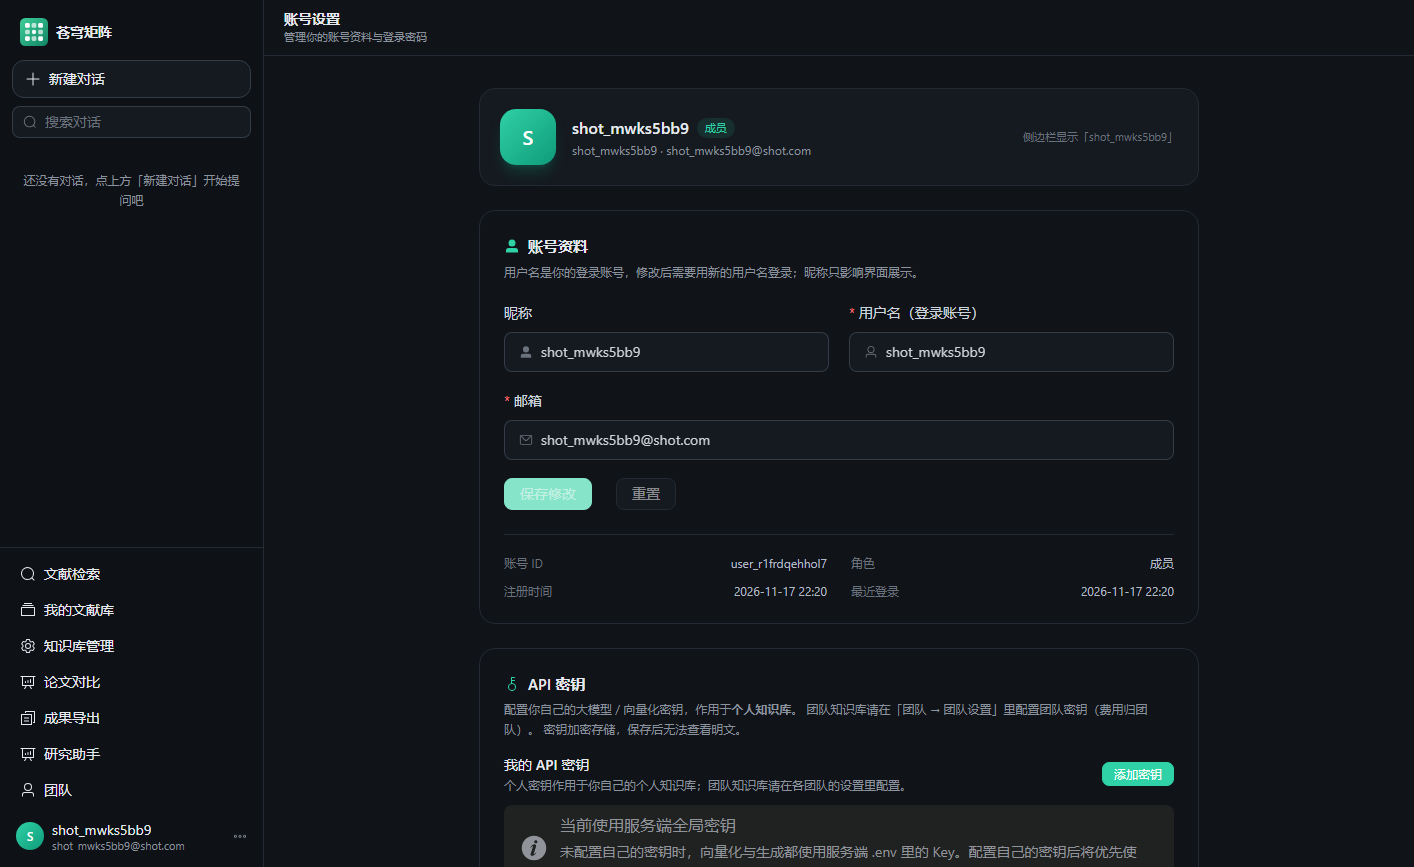 苍穹矩阵
新建对话
搜索对话
还没有对话，点上方「新建对话」开始提
问吧
文献检索
我的文献库
知识库管理
论文对比
成果导出
研究助手
团队
S
shot_mwks5bb9
shot_mwks5bb9@shot.com
账号设置
管理你的账号资料与登录密码
S
shot_mwks5bb9 成员
shot_mwks5bb9 · shot_mwks5bb9@shot.com
侧边栏显示「shot_mwks5bb9」
账号资料
用户名是你的登录账号，修改后需要用新的用户名登录；昵称只影响界面展示。
昵称
* 用户名（登录账号）
shot_mwks5bb9
shot_mwks5bb9
* 邮箱
shot_mwks5bb9@shot.com
保存修改 重置
账号 ID user_r1frdqehhol7 角色 成员
注册时间 2026-11-17 22:20 最近登录 2026-11-17 22:20
API 密钥
配置你自己的大模型 / 向量化密钥，作用于个人知识库。 团队知识库请在「团队 → 团队设置」里配置团队密钥（费用归团
队）。 密钥加密存储，保存后无法查看明文。
我的 API 密钥
个人密钥作用于你自己的个人知识库；团队知识库请在各团队的设置里配置。
添加密钥
当前使用服务端全局密钥
未配置自己的密钥时，向量化与生成都使用服务端 .env 里的 Key。配置自己的密钥后将优先使